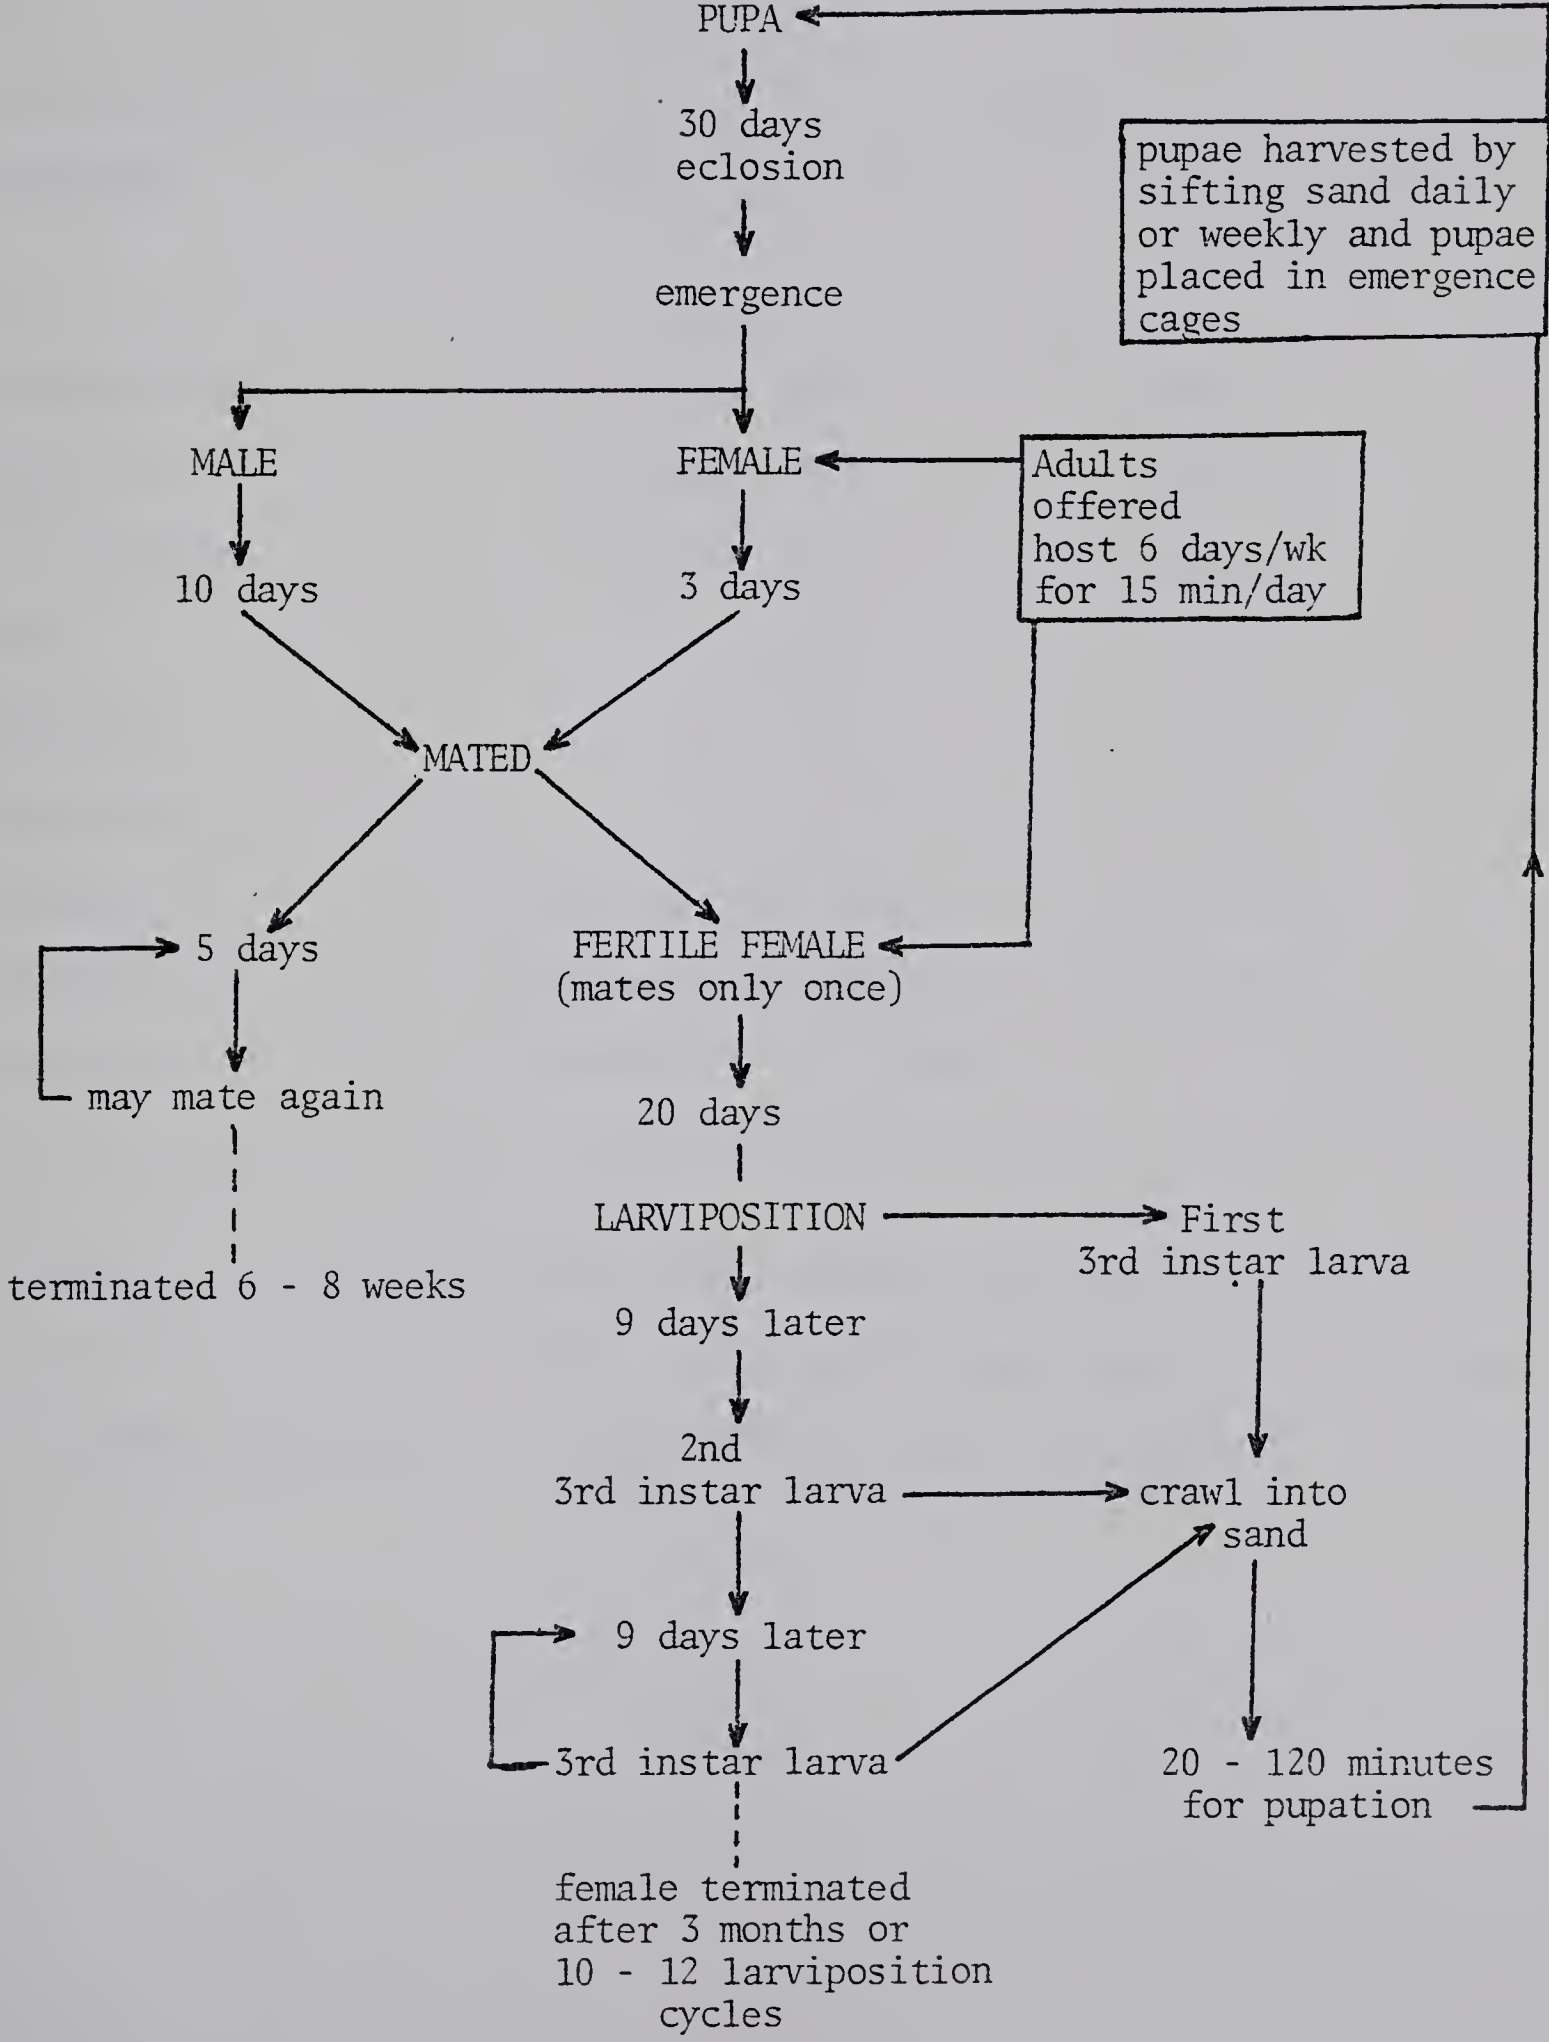 PUPA
30 days
eclosion
emergence
pupae harvested by
sifting sand daily
or weekly and pupae
placed in emergence
cages
MALE
FEMALE
Adults
offered
host 6 days/wk
for 15 min/day
10 days
3 days
MATED
5 days
FERTILE FEMALE
(mates only once)
may mate again
20 days
terminated 6 - 8 weeks
LARVIPOSITION
First
3rd instar larva
9 days later
2nd
3rd instar larva
crawl into
sand
9 days later
3rd instar larva
20 - 120 minutes
for pupation
female terminated
after 3 months or
10 - 12 larviposition
cycles